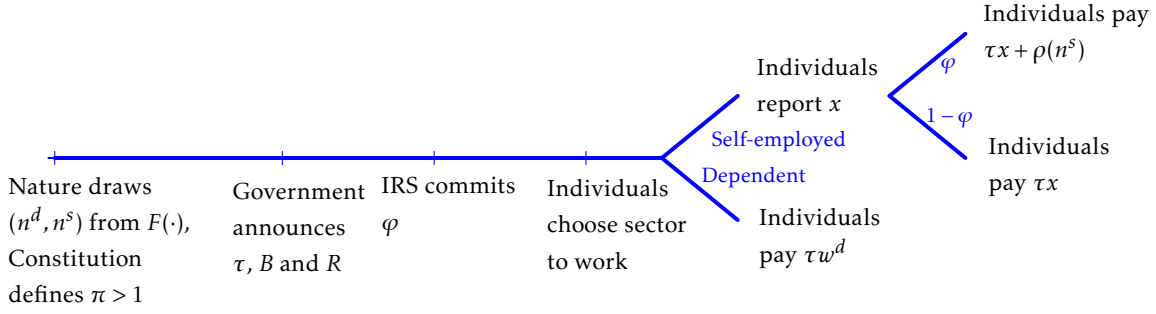 Nature draws
(n^d, n^s) from F(·),
Constitution
defines π > 1
Government
announces
τ, B and R
IRS commits
φ
Individuals
choose sector
to work
Self-employed
Dependent
Individuals
report x
Individuals
pay τw^d
φ
1 − φ
Individuals pay
τx + ρ(n^s)
Individuals
pay τx